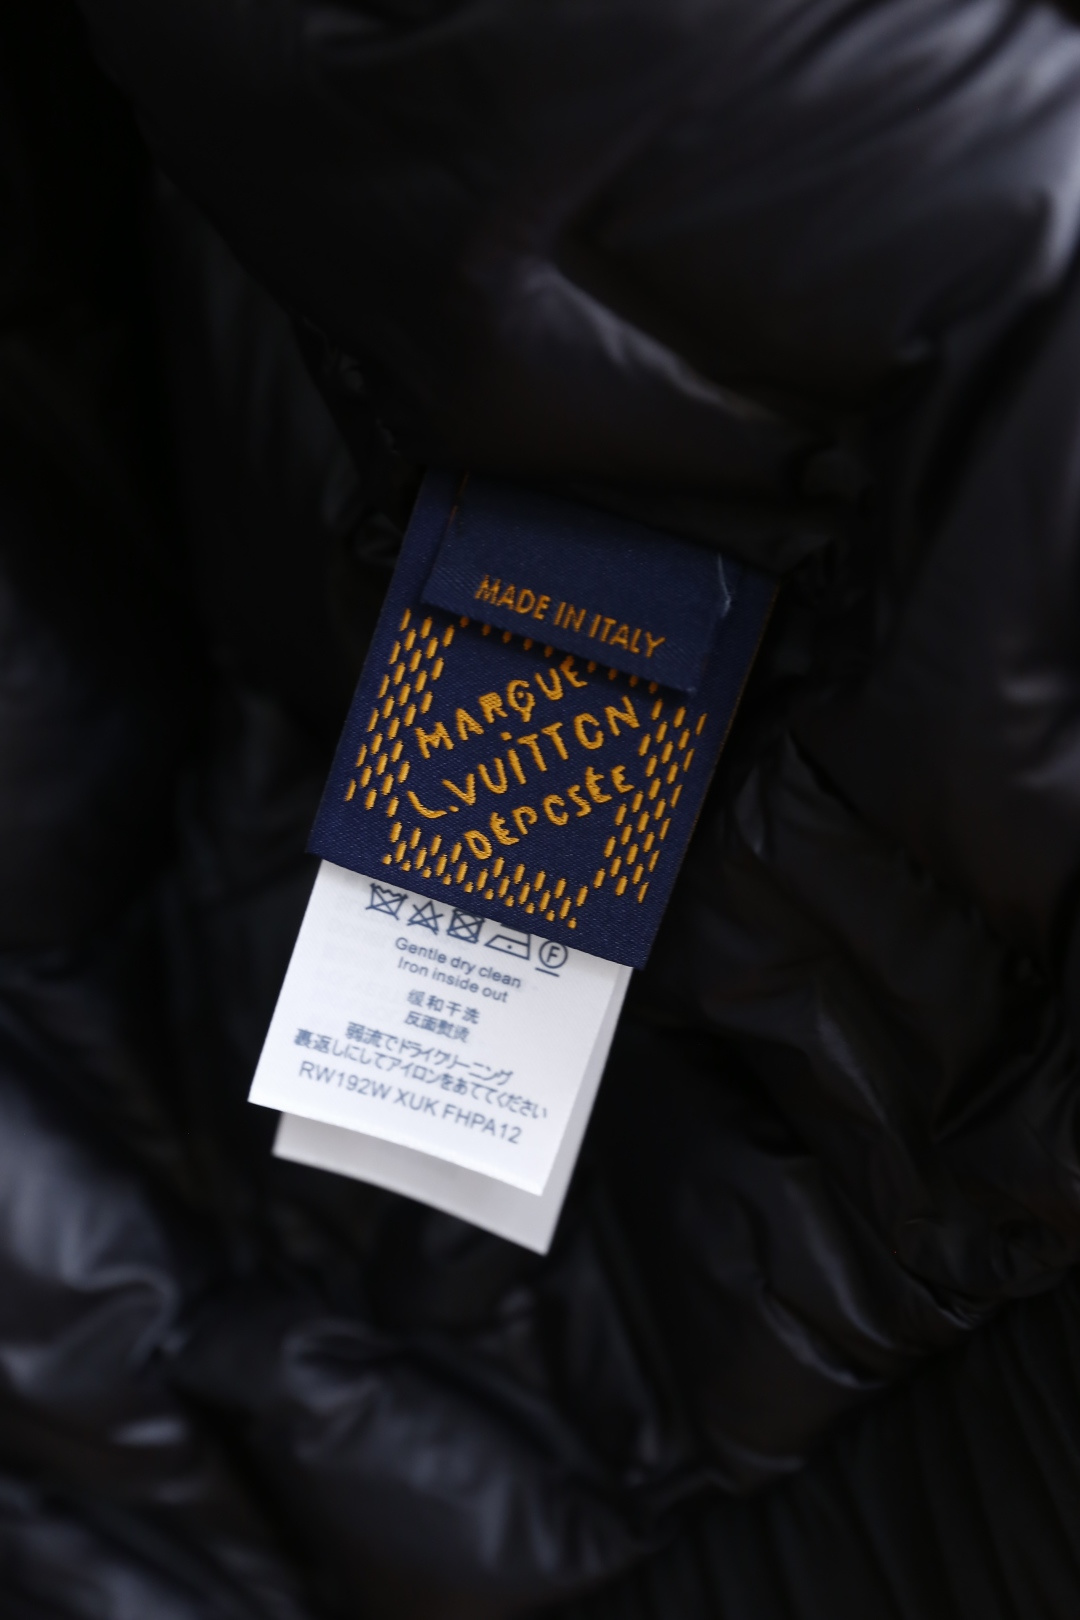 MADE IN ITALY
MARQUE
L.VUITTON
DÉPOSÉE
F
Gentle dry clean
Iron inside out
缓和干洗
反面熨烫
弱流でドライクリーニング
裏返しにしてアイロンをあててください
RW192W XUK FHPA12